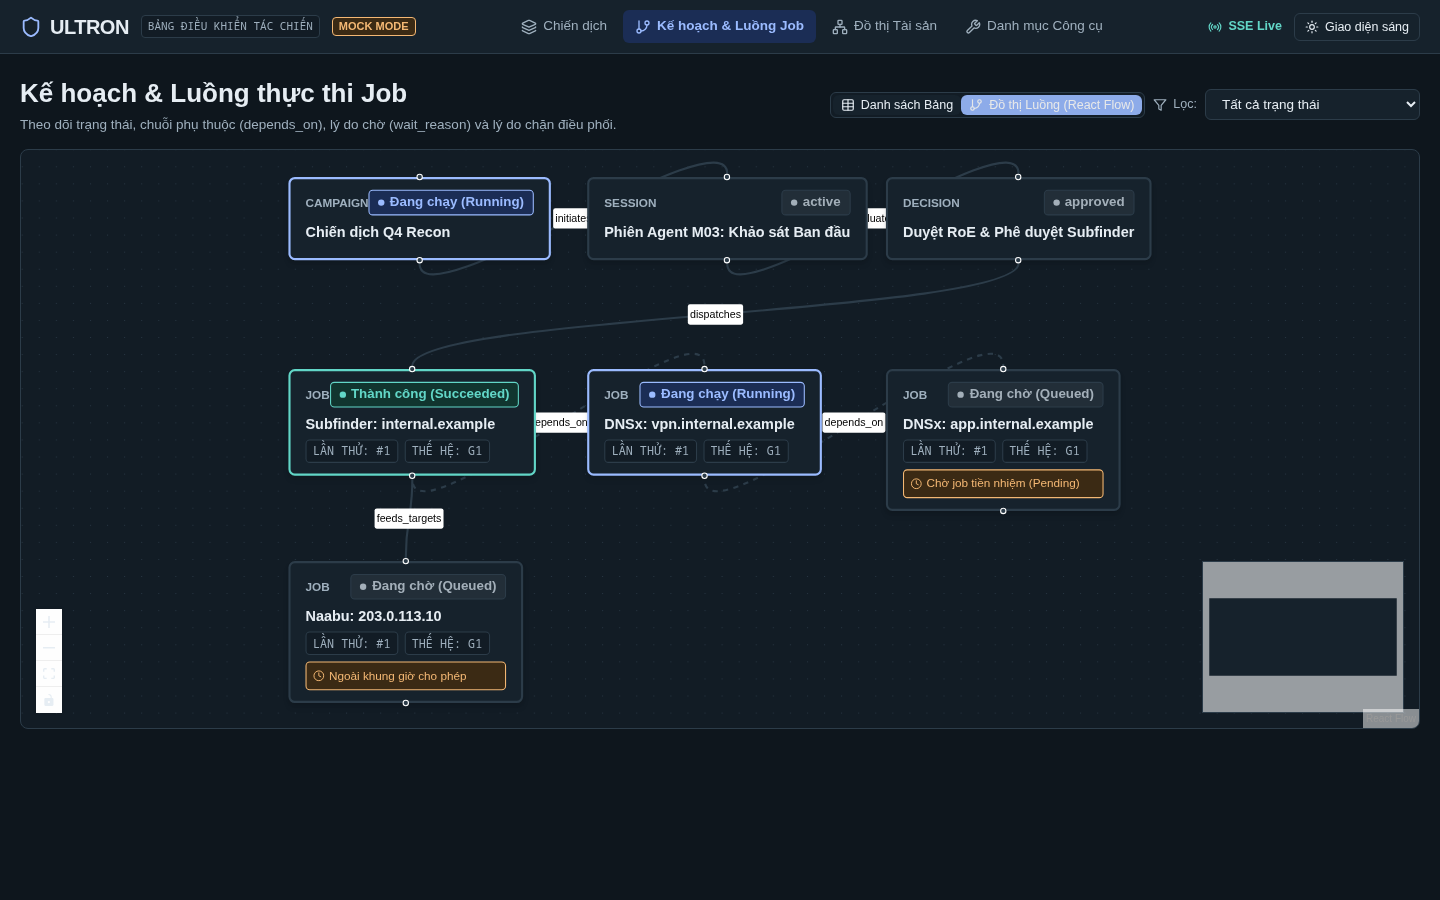 ULTRON
BẢNG ĐIỀU KHIỂN TÁC CHIẾN
MOCK MODE
Chiến dịch
Kế hoạch & Luồng Job
Đồ thị Tài sản
Danh mục Công cụ
SSE Live
Giao diện sáng
Kế hoạch & Luồng thực thi Job
Theo dõi trạng thái, chuỗi phụ thuộc (depends_on), lý do chờ (wait_reason) và lý do chặn điều phối.
Danh sách Bảng
Đồ thị Luồng (React Flow)
Lọc:
Tất cả trạng thái
CAMPAIGN
Đang chạy (Running)
Chiến dịch Q4 Recon
initiates
SESSION
active
Phiên Agent M03: Khảo sát Ban đầu
DECISION
approved
Duyệt RoE & Phê duyệt Subfinder
dispatches
JOB
Thành công (Succeeded)
Subfinder: internal.example
LẦN THỬ: #1
THẾ HỆ: G1
depends_on
JOB
Đang chạy (Running)
DNSx: vpn.internal.example
LẦN THỬ: #1
THẾ HỆ: G1
depends_on
JOB
Đang chờ (Queued)
DNSx: app.internal.example
LẦN THỬ: #1
THẾ HỆ: G1
Chờ job tiền nhiệm (Pending)
feeds_targets
JOB
Đang chờ (Queued)
Naabu: 203.0.113.10
LẦN THỬ: #1
THẾ HỆ: G1
Ngoài khung giờ cho phép
React Flow